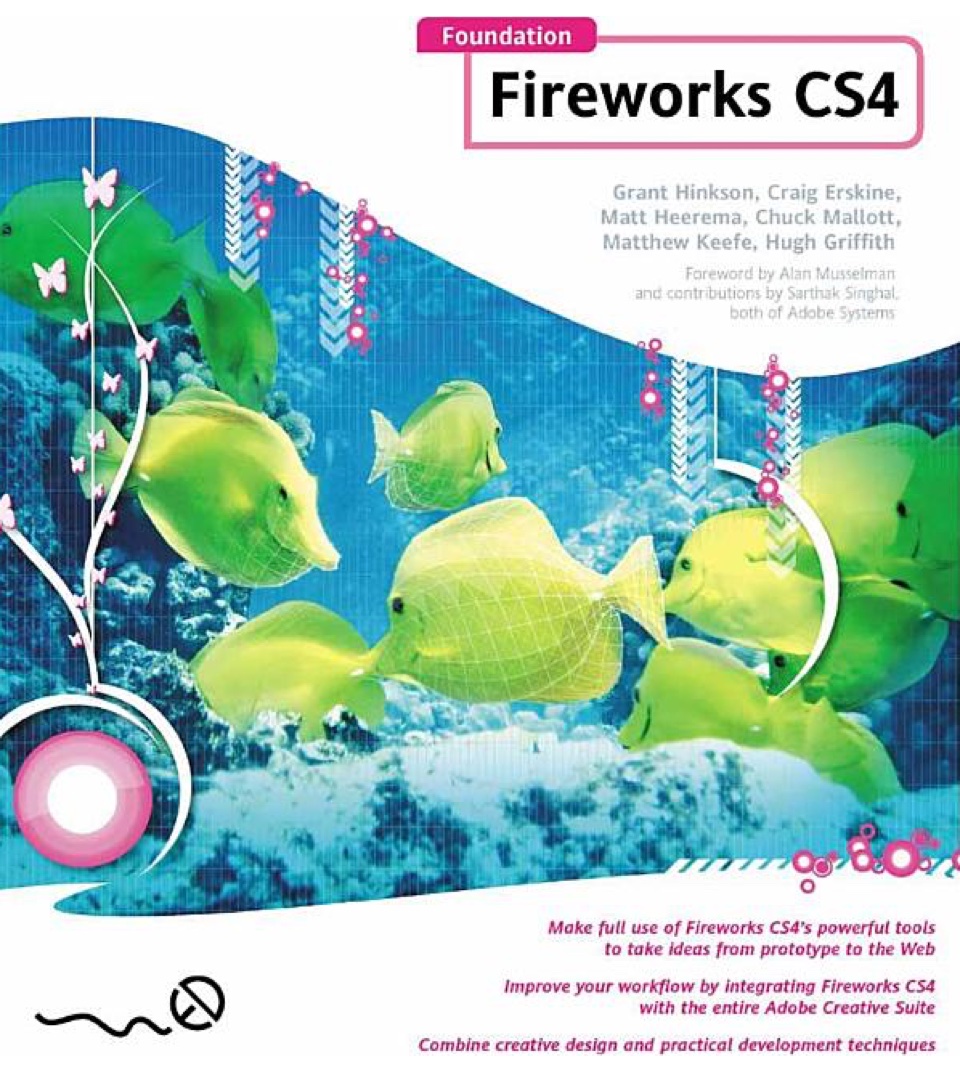 Foundation
Fireworks CS4
Grant Hinkson, Craig Erskine,
Matt Heerema, Chuck Mallott,
Matthew Keefe, Hugh Griffith
Foreword by Alan Musselman
and contributions by Sarthak Singhal,
both of Adobe Systems
Make full use of Fireworks CS4's powerful tools
to take ideas from prototype to the Web
Improve your workflow by integrating Fireworks CS4
with the entire Adobe Creative Suite
Combine creative design and practical development techniques